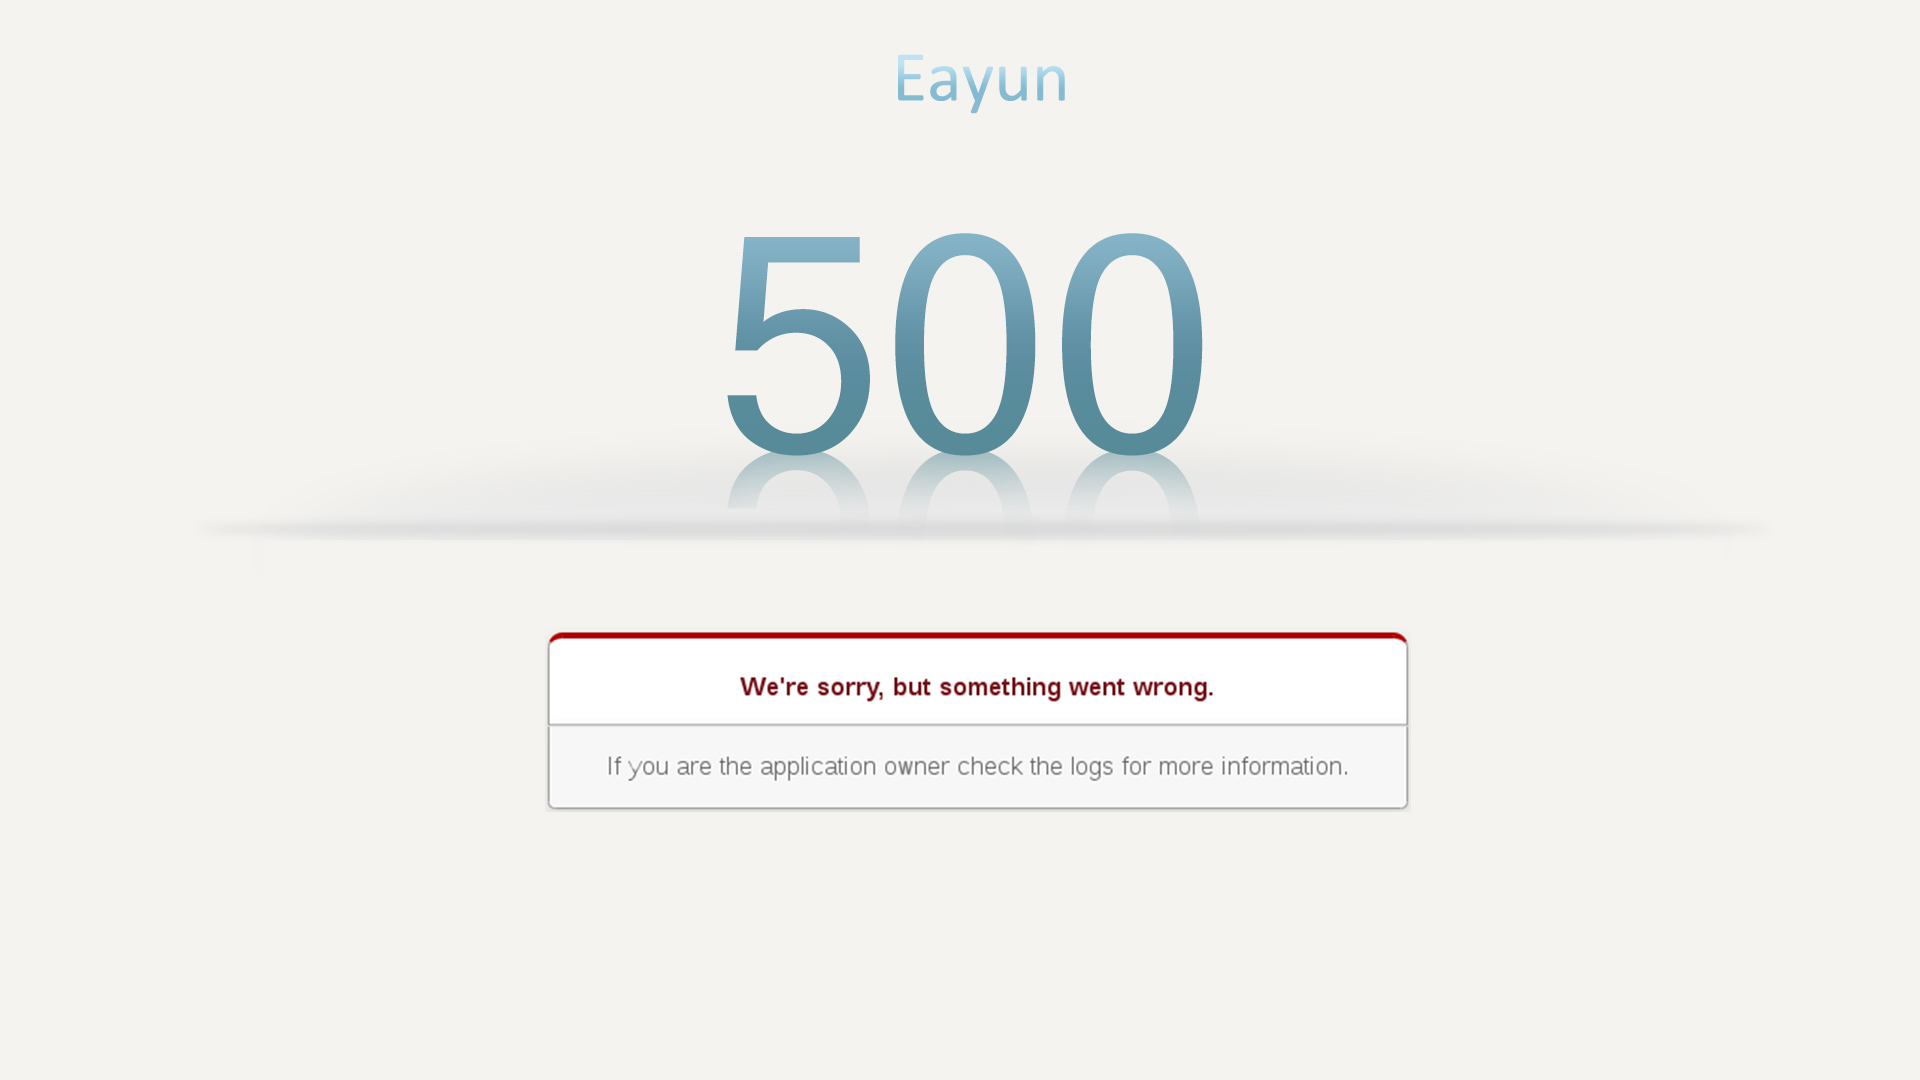 Eayun
500
We're sorry, but something went wrong.
If you are the application owner check the logs for more information.